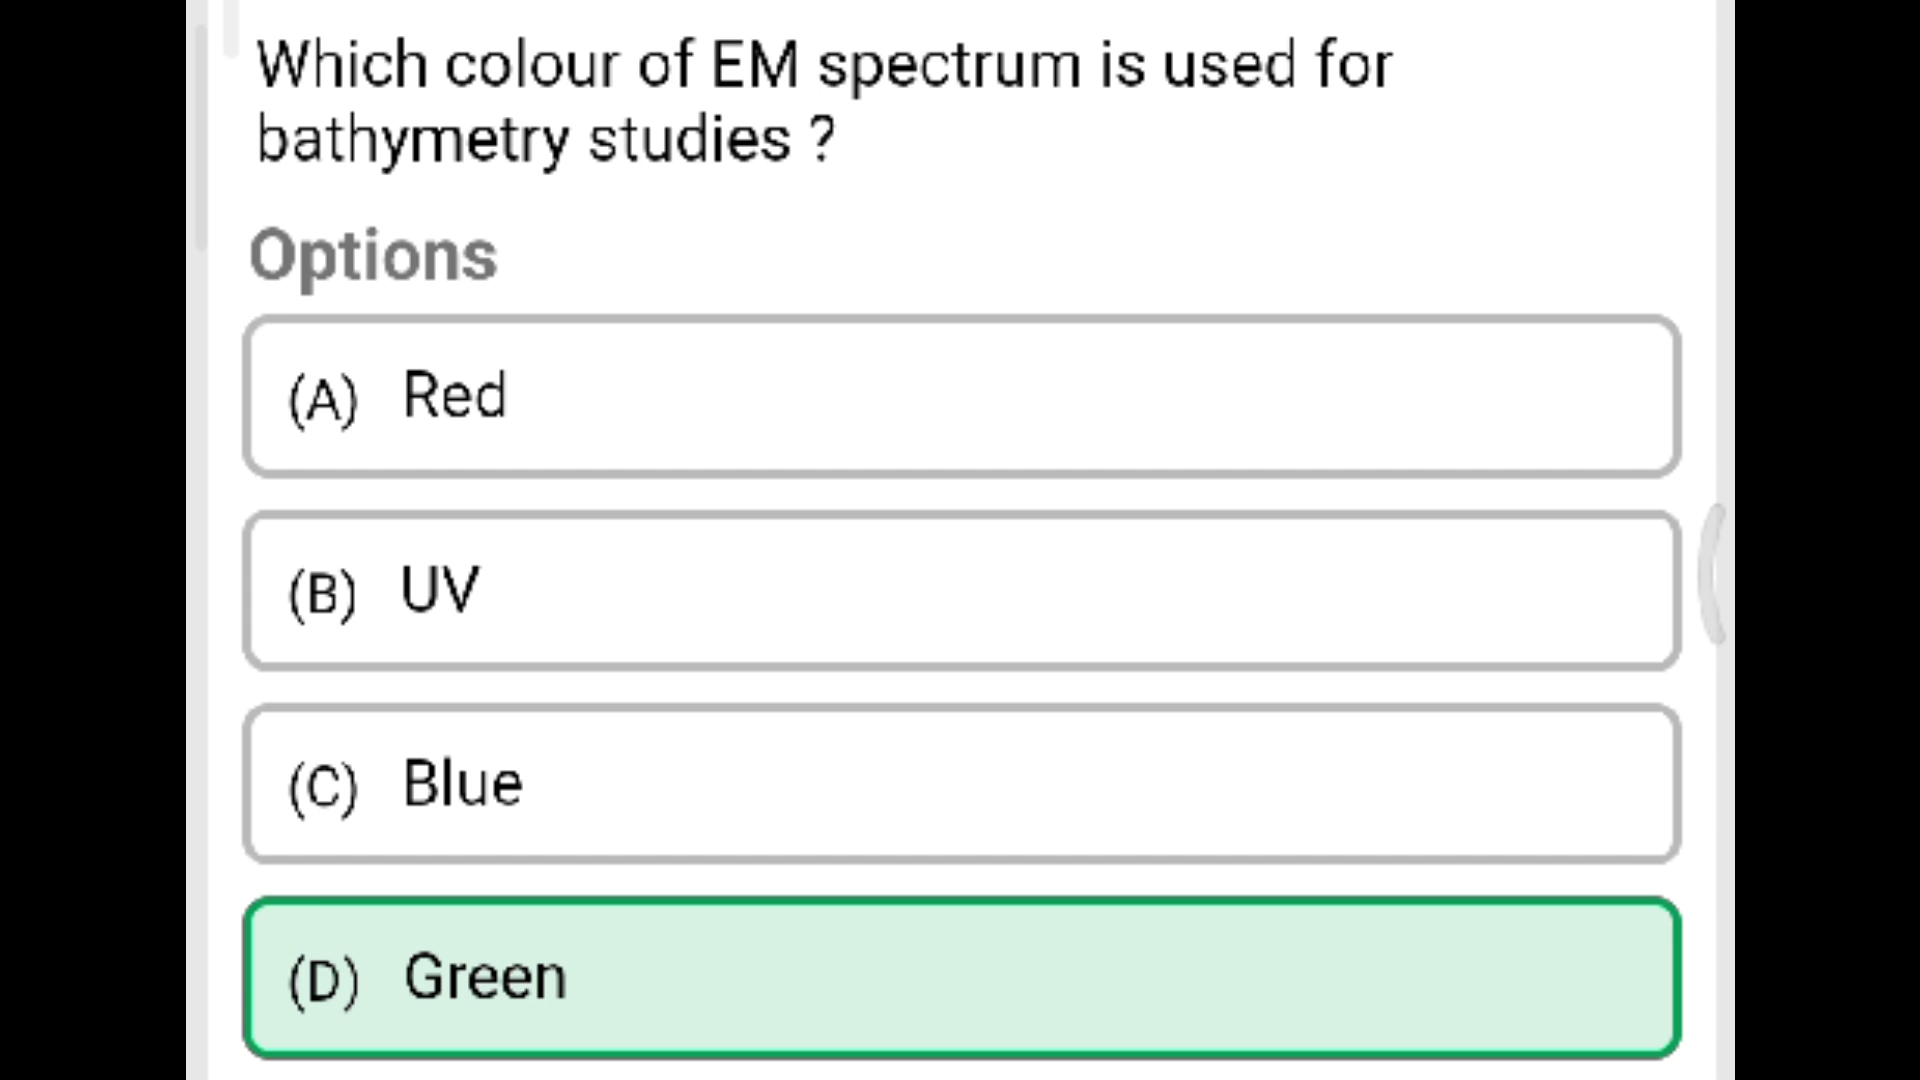 Which colour of EM spectrum is used for
bathymetry studies ?
Options
(A) Red
(B) UV
(C) Blue
(D) Green